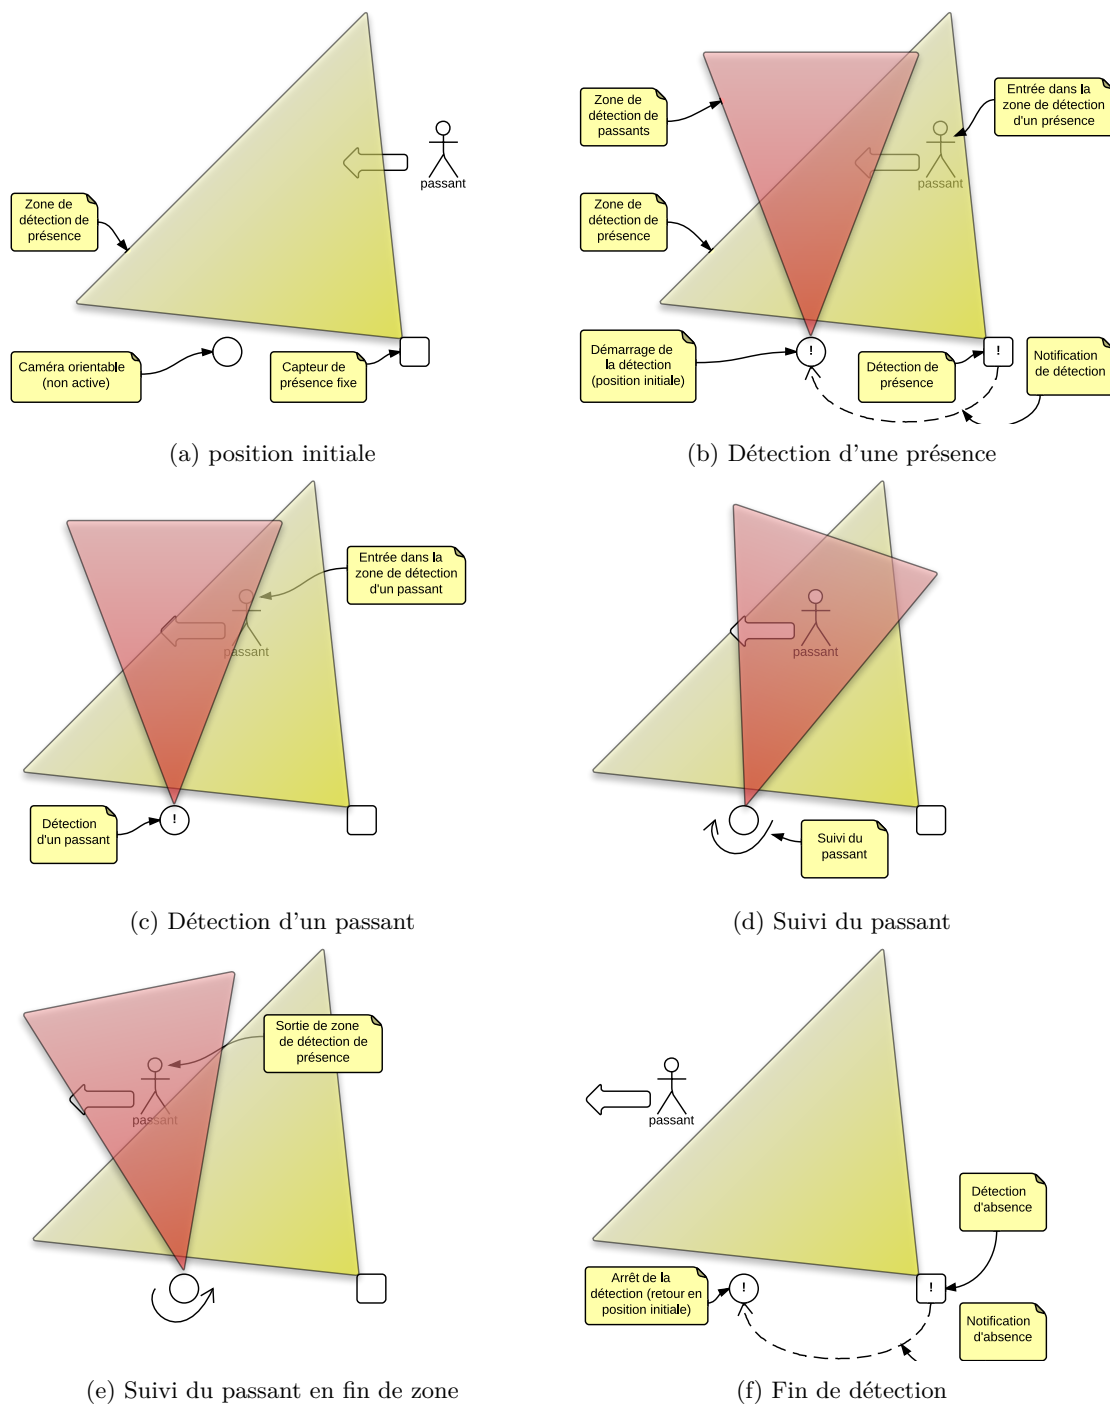 passant
Zone de
détection de
présence
Caméra orientable
(non active)
Capteur de
présence fixe
(a) position initiale
Zone de
détection de
passants
Entrée dans la
zone de détection
d'un présence
passant
Zone de
détection de
présence
Démarrage de
la détection
(position initiale)
!
Détection de
présence
!
Notification
de détection
(b) Détection d'une présence
Entrée dans la
zone de détection
d'un passant
passant
Détection
d'un passant
!
(c) Détection d'un passant
passant
Suivi du
passant
(d) Suivi du passant
Sortie de zone
de détection de
présence
passant
(e) Suivi du passant en fin de zone
passant
Détection
d'absence
Arrêt de la
détection (retour en
position initiale)
!
!
Notification
d'absence
(f) Fin de détection